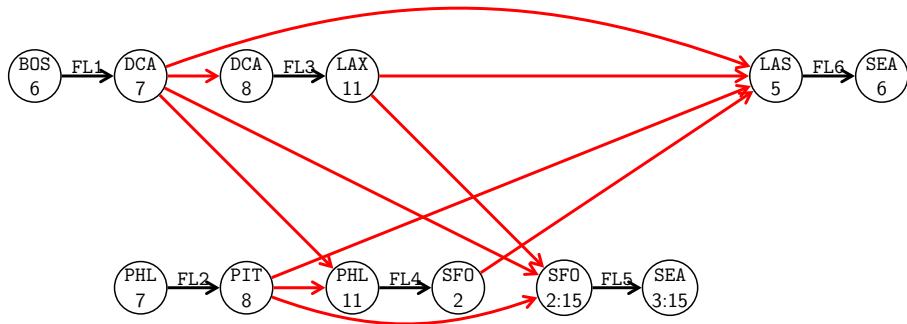 BOS
6
FL1
DCA
7
DCA
8
FL3
LAX
11
LAS
5
FL6
SEA
6
PHL
7
FL2
PIT
8
PHL
11
FL4
SFO
2
SFO
2:15
FL5
SEA
3:15